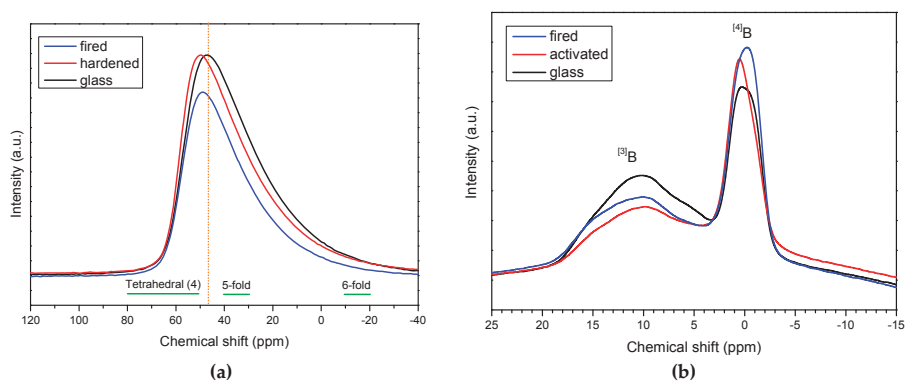 fired
hardened
glass
Intensity (a.u.)
Tetrahedral (4)
5-fold
6-fold
120 100 80 60 40 20 0 -20 -40
Chemical shift (ppm)
(a)
fired
activated
glass
[4]B
[3]B
Intensity (a.u.)
25 20 15 10 5 0 -5 -10 -15
Chemical shift (ppm)
(b)